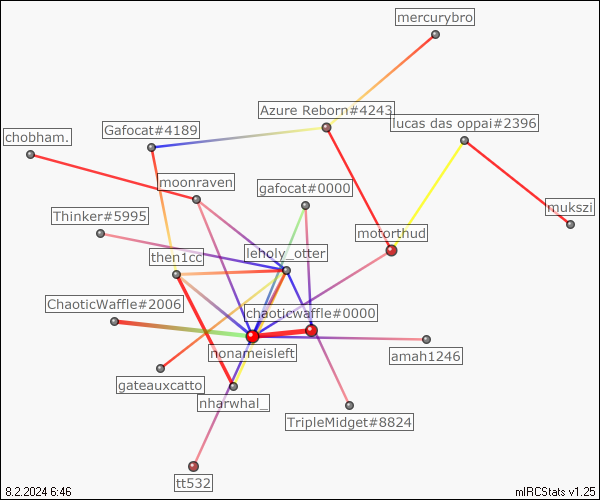 mercurybro
Azure Reborn#4243
lucas das oppai#2396
Gafocat#4189
chobham.
moonraven
gafocat#0000
mukszi
Thinker#5995
motorthud
then1cc
leholy_otter
ChaoticWaffle#2006
chaoticwaffle#0000
nonameisleft
amah1246
gateauxcatto
nharwhal_
TripleMidget#8824
tt532
8.2.2024 6:46
mIRCStats v1.25